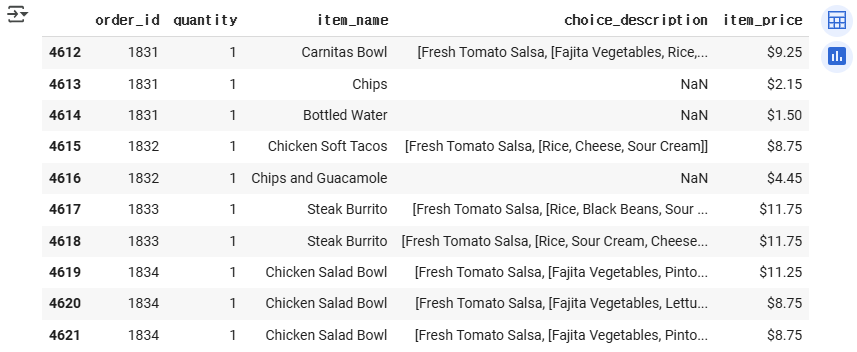 order_id quantity item_name choice_description item_price
4612 1831 1 Carnitas Bowl [Fresh Tomato Salsa, [Fajita Vegetables, Rice,... $9.25
4613 1831 1 Chips NaN $2.15
4614 1831 1 Bottled Water NaN $1.50
4615 1832 1 Chicken Soft Tacos [Fresh Tomato Salsa, [Rice, Cheese, Sour Cream]] $8.75
4616 1832 1 Chips and Guacamole NaN $4.45
4617 1833 1 Steak Burrito [Fresh Tomato Salsa, [Rice, Black Beans, Sour ... $11.75
4618 1833 1 Steak Burrito [Fresh Tomato Salsa, [Rice, Sour Cream, Cheese... $11.75
4619 1834 1 Chicken Salad Bowl [Fresh Tomato Salsa, [Fajita Vegetables, Pinto... $11.25
4620 1834 1 Chicken Salad Bowl [Fresh Tomato Salsa, [Fajita Vegetables, Lettu... $8.75
4621 1834 1 Chicken Salad Bowl [Fresh Tomato Salsa, [Fajita Vegetables, Pinto... $8.75